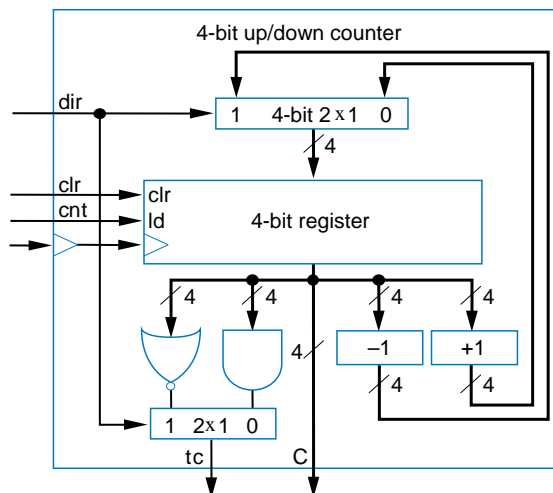 4-bit up/down counter
dir
1 4-bit 2x1 0
4
clr
cnt
clr
ld
4-bit register
4
4
4
4
4
–1
+1
4
4
1 2x1 0
tc
C